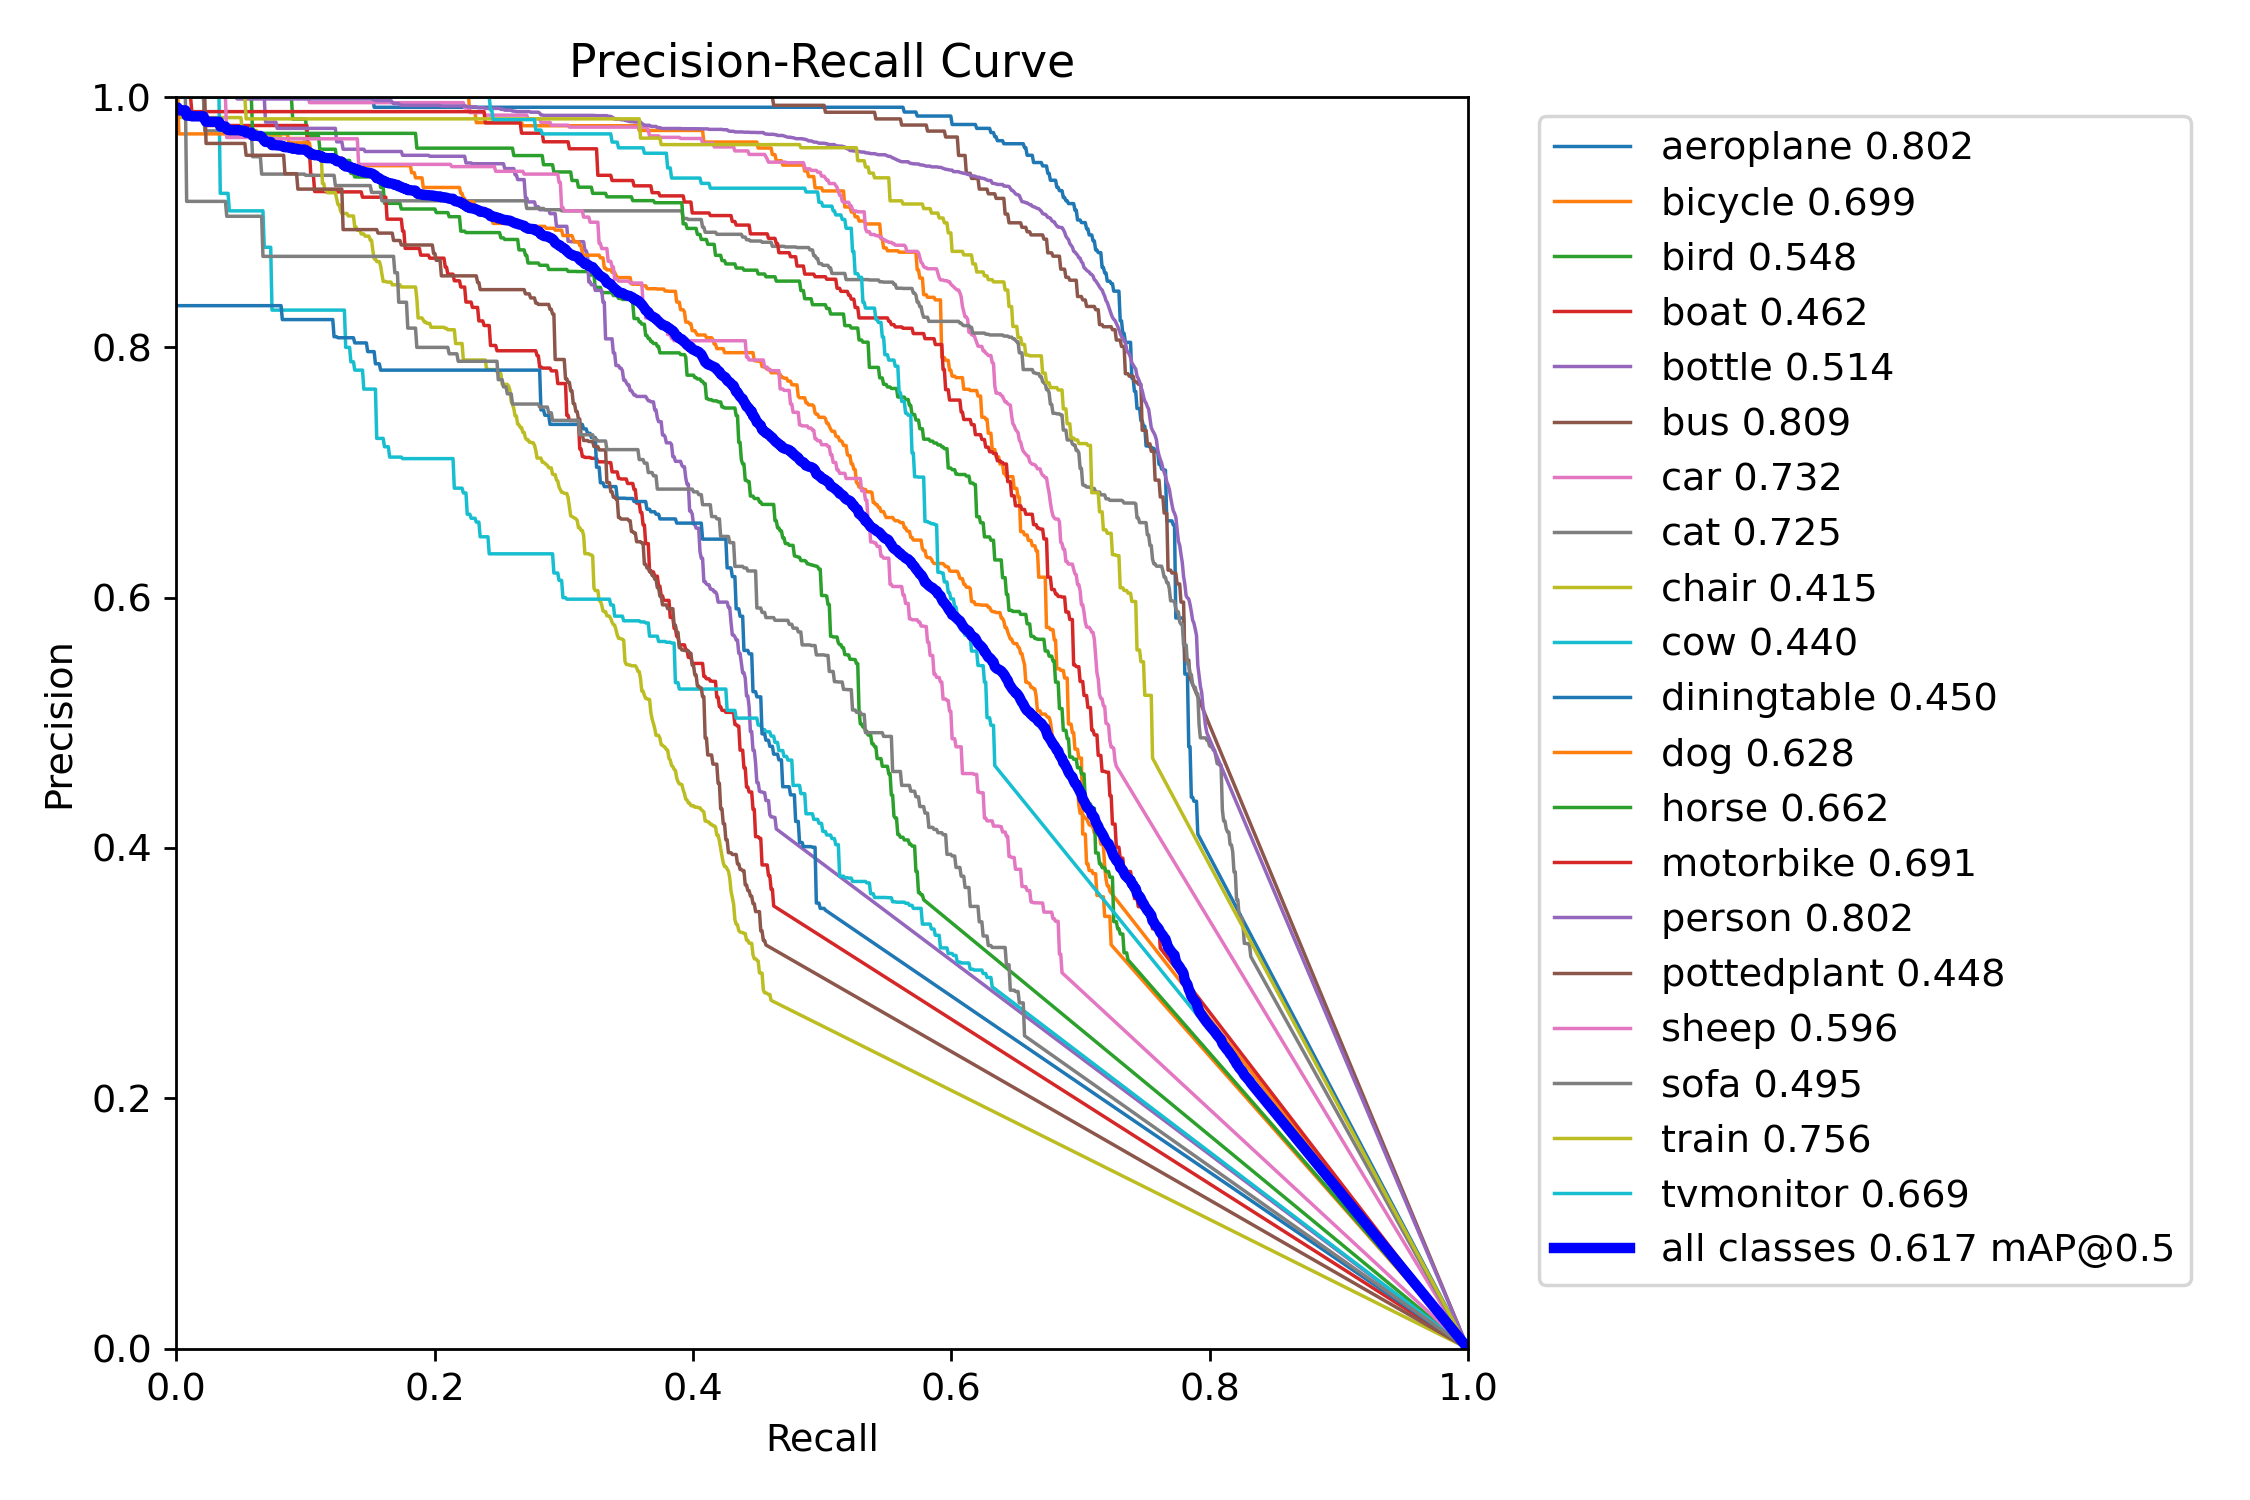 Precision-Recall Curve
1.0
0.8
0.6
0.4
0.2
0.0
Precision
0.0 0.2 0.4 0.6 0.8 1.0
Recall
aeroplane 0.802
bicycle 0.699
bird 0.548
boat 0.462
bottle 0.514
bus 0.809
car 0.732
cat 0.725
chair 0.415
cow 0.440
diningtable 0.450
dog 0.628
horse 0.662
motorbike 0.691
person 0.802
pottedplant 0.448
sheep 0.596
sofa 0.495
train 0.756
tvmonitor 0.669
all classes 0.617 mAP@0.5